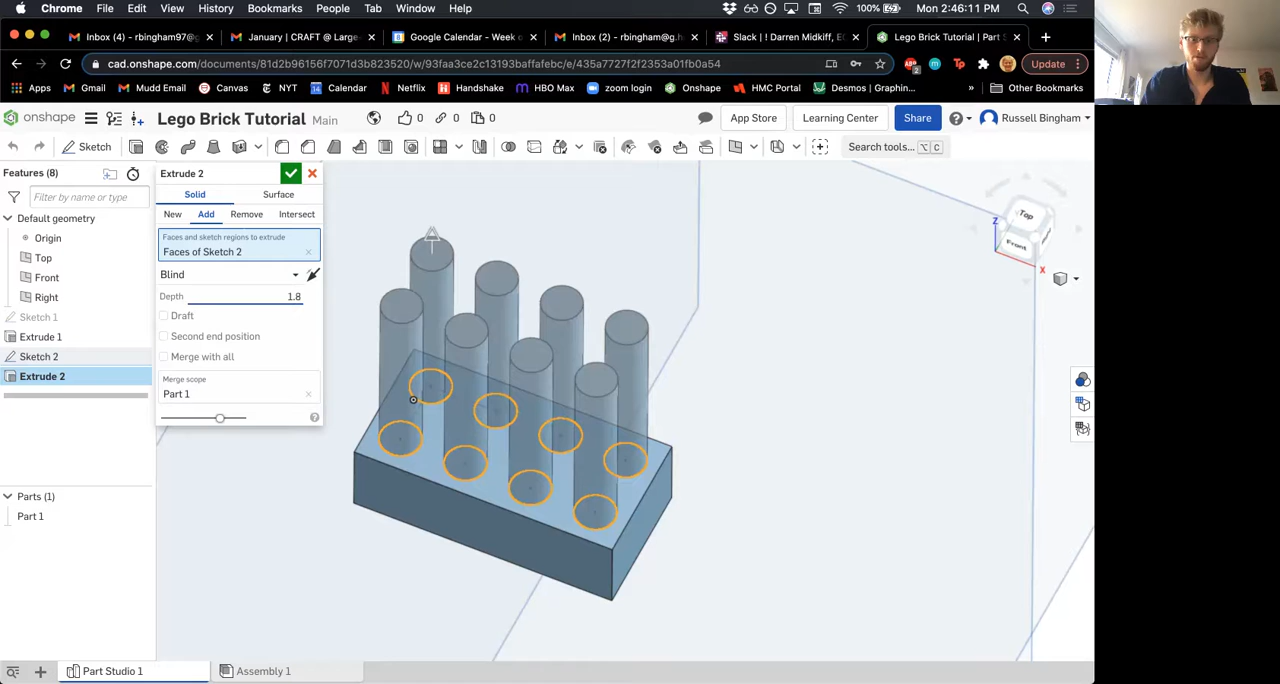 Chrome File Edit View History Bookmarks People Tab Window Help 100% Mon 2:46:11 PM
Inbox (4) - rbingham97@g × January | CRAFT @ Large- × Google Calendar - Week o × Inbox (2) - rbingham@g.h × Slack | ! Darren Midkiff, EC × Lego Brick Tutorial | Part S × +
cad.onshape.com/documents/81d2b96156f7071d3b823520/w/93faa3ce2c13193baffafebc/e/435a7727f2f2353a01fb0a54 Update
Apps Gmail Mudd Email Canvas NYT Calendar Netflix Handshake HBO Max zoom login Onshape HMC Portal Desmos | Graphin... » Other Bookmarks
onshape Lego Brick Tutorial Main 0 0 0 App Store Learning Center Share Russell Bingham
Sketch Search tools... ⌥ C
Features (8)
Filter by name or type
Default geometry
Origin
Top
Front
Right
Sketch 1
Extrude 1
Sketch 2
Extrude 2
Parts (1)
Part 1
Extrude 2
Solid Surface
New Add Remove Intersect
Faces and sketch regions to extrude
Faces of Sketch 2
Blind
Depth 1.8
Draft
Second end position
Merge with all
Merge scope
Part 1
Top
Front
Z
X
Part Studio 1 Assembly 1